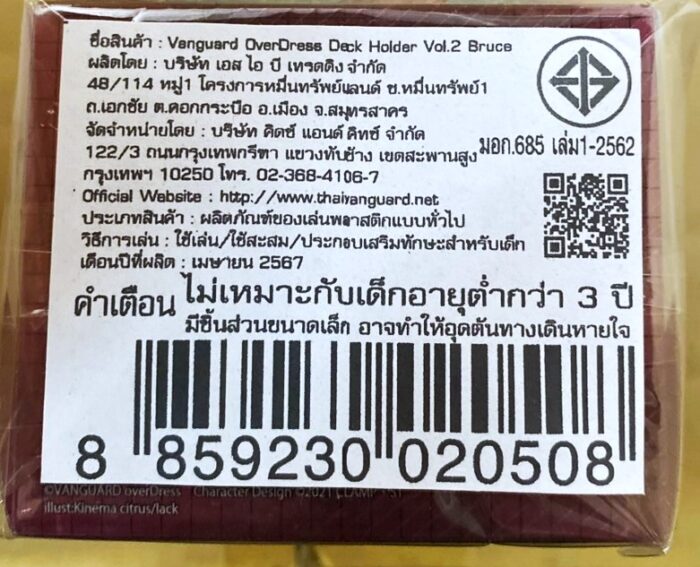 ชื่อสินค้า : Vanguard OverDress Deck Holder Vol.2 Bruce
ผลิตโดย : บริษัท เอส ไอ บี เทรดดิง จำกัด
48/114 หมู่1 โครงการหมื่นทรัพย์แลนด์ ซ.หมื่นทรัพย์1
ถ.เอกชัย ต.คอกกระบือ อ.เมือง จ.สมุทรสาคร
จัดจำหน่ายโดย : บริษัท คิดซ์ แอนด์ คิทซ์ จำกัด
122/3 ถนนกรุงเทพกรีฑา แขวงทับช้าง เขตสะพานสูง
กรุงเทพฯ 10250 โทร. 02-368-4106-7
มอก.685 เล่ม1-2562
Official Website : http://www.thaivanguard.net
ประเภทสินค้า : ผลิตภัณฑ์ของเล่นพลาสติกแบบทั่วไป
วิธีการเล่น : ใช้เล่น/ใช้สะสม/ประกอบเสริมทักษะสำหรับเด็ก
เดือนปีที่ผลิต : เมษายน 2567
คำเตือน ไม่เหมาะกับเด็กอายุต่ำกว่า 3 ปี
มีชิ้นส่วนขนาดเล็ก อาจทำให้อุดตันทางเดินหายใจ
8 859230 020508
©VANGUARD overDress Character Design ©2021 CLAMP
illust:Kinema citrus/lack